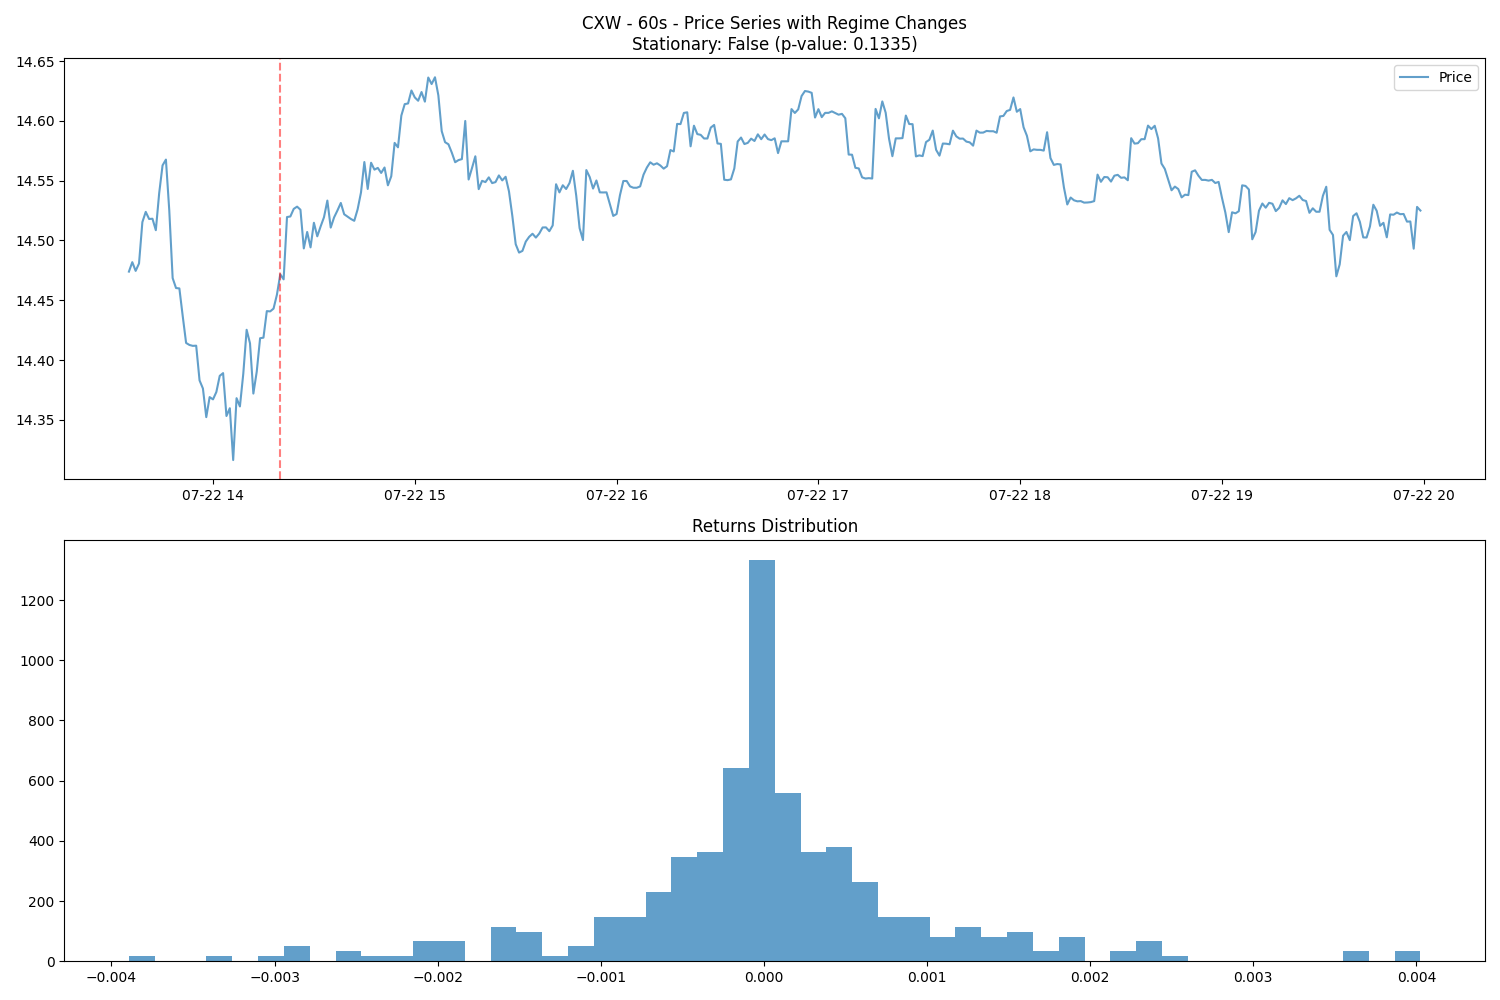 CXW - 60s - Price Series with Regime Changes
Stationary: False (p-value: 0.1335)
14.65
14.60
14.55
14.50
14.45
14.40
14.35
Price
07-22 14 07-22 15 07-22 16 07-22 17 07-22 18 07-22 19 07-22 20
Returns Distribution
1200
1000
800
600
400
200
0
−0.004 −0.003 −0.002 −0.001 0.000 0.001 0.002 0.003 0.004